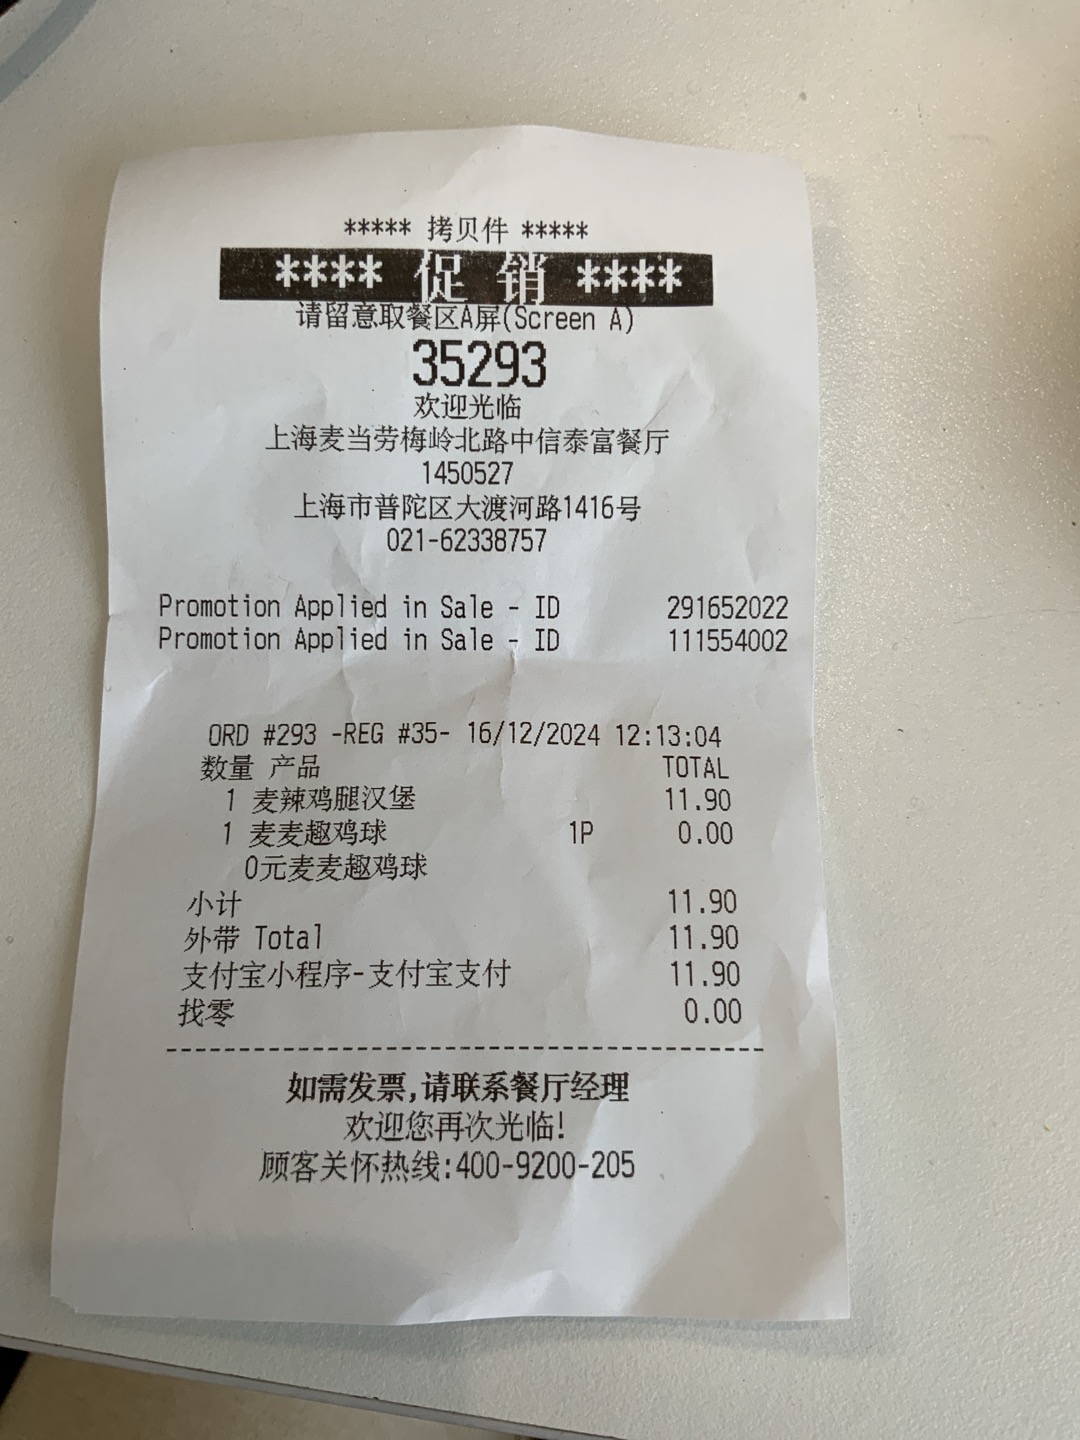 ***** 拷贝件 *****
**** 促 销 ****
请留意取餐区A屏(Screen A)
35293
欢迎光临
上海麦当劳梅岭北路中信泰富餐厅
1450527
上海市普陀区大渡河路1416号
021-62338757
Promotion Applied in Sale - ID 291652022
Promotion Applied in Sale - ID 111554002
ORD #293 -REG #35- 16/12/2024 12:13:04
数量 产品 TOTAL
1 麦辣鸡腿汉堡 11.90
1 麦麦趣鸡球 1P 0.00
0元麦麦趣鸡球
小计 11.90
外带 Total 11.90
支付宝小程序-支付宝支付 11.90
找零 0.00
----------------------------------------
如需发票,请联系餐厅经理
欢迎您再次光临!
顾客关怀热线:400-9200-205